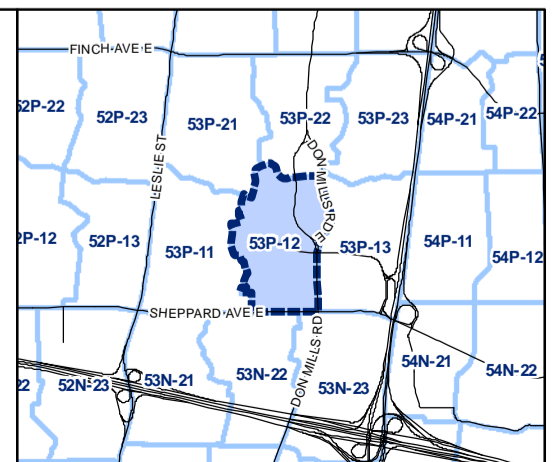 FINCH AVE E
52P-22
52P-23
53P-21
53P-22
53P-23
54P-21
54P-22
LESLIE ST
DON MILLS RD E
2P-12
52P-13
53P-11
53P-12
53P-13
54P-11
54P-12
SHEPPARD AVE E
DON MILLS RD
22
52N-23
53N-21
53N-22
53N-23
54N-21
54N-22